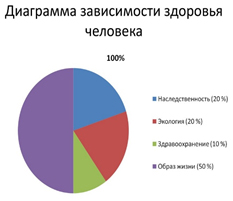 Диаграмма зависимости здоровья
человека
100%
Наследственность (20 %)
Экология (20 %)
Здравоохранение (10 %)
Образ жизни (50 %)